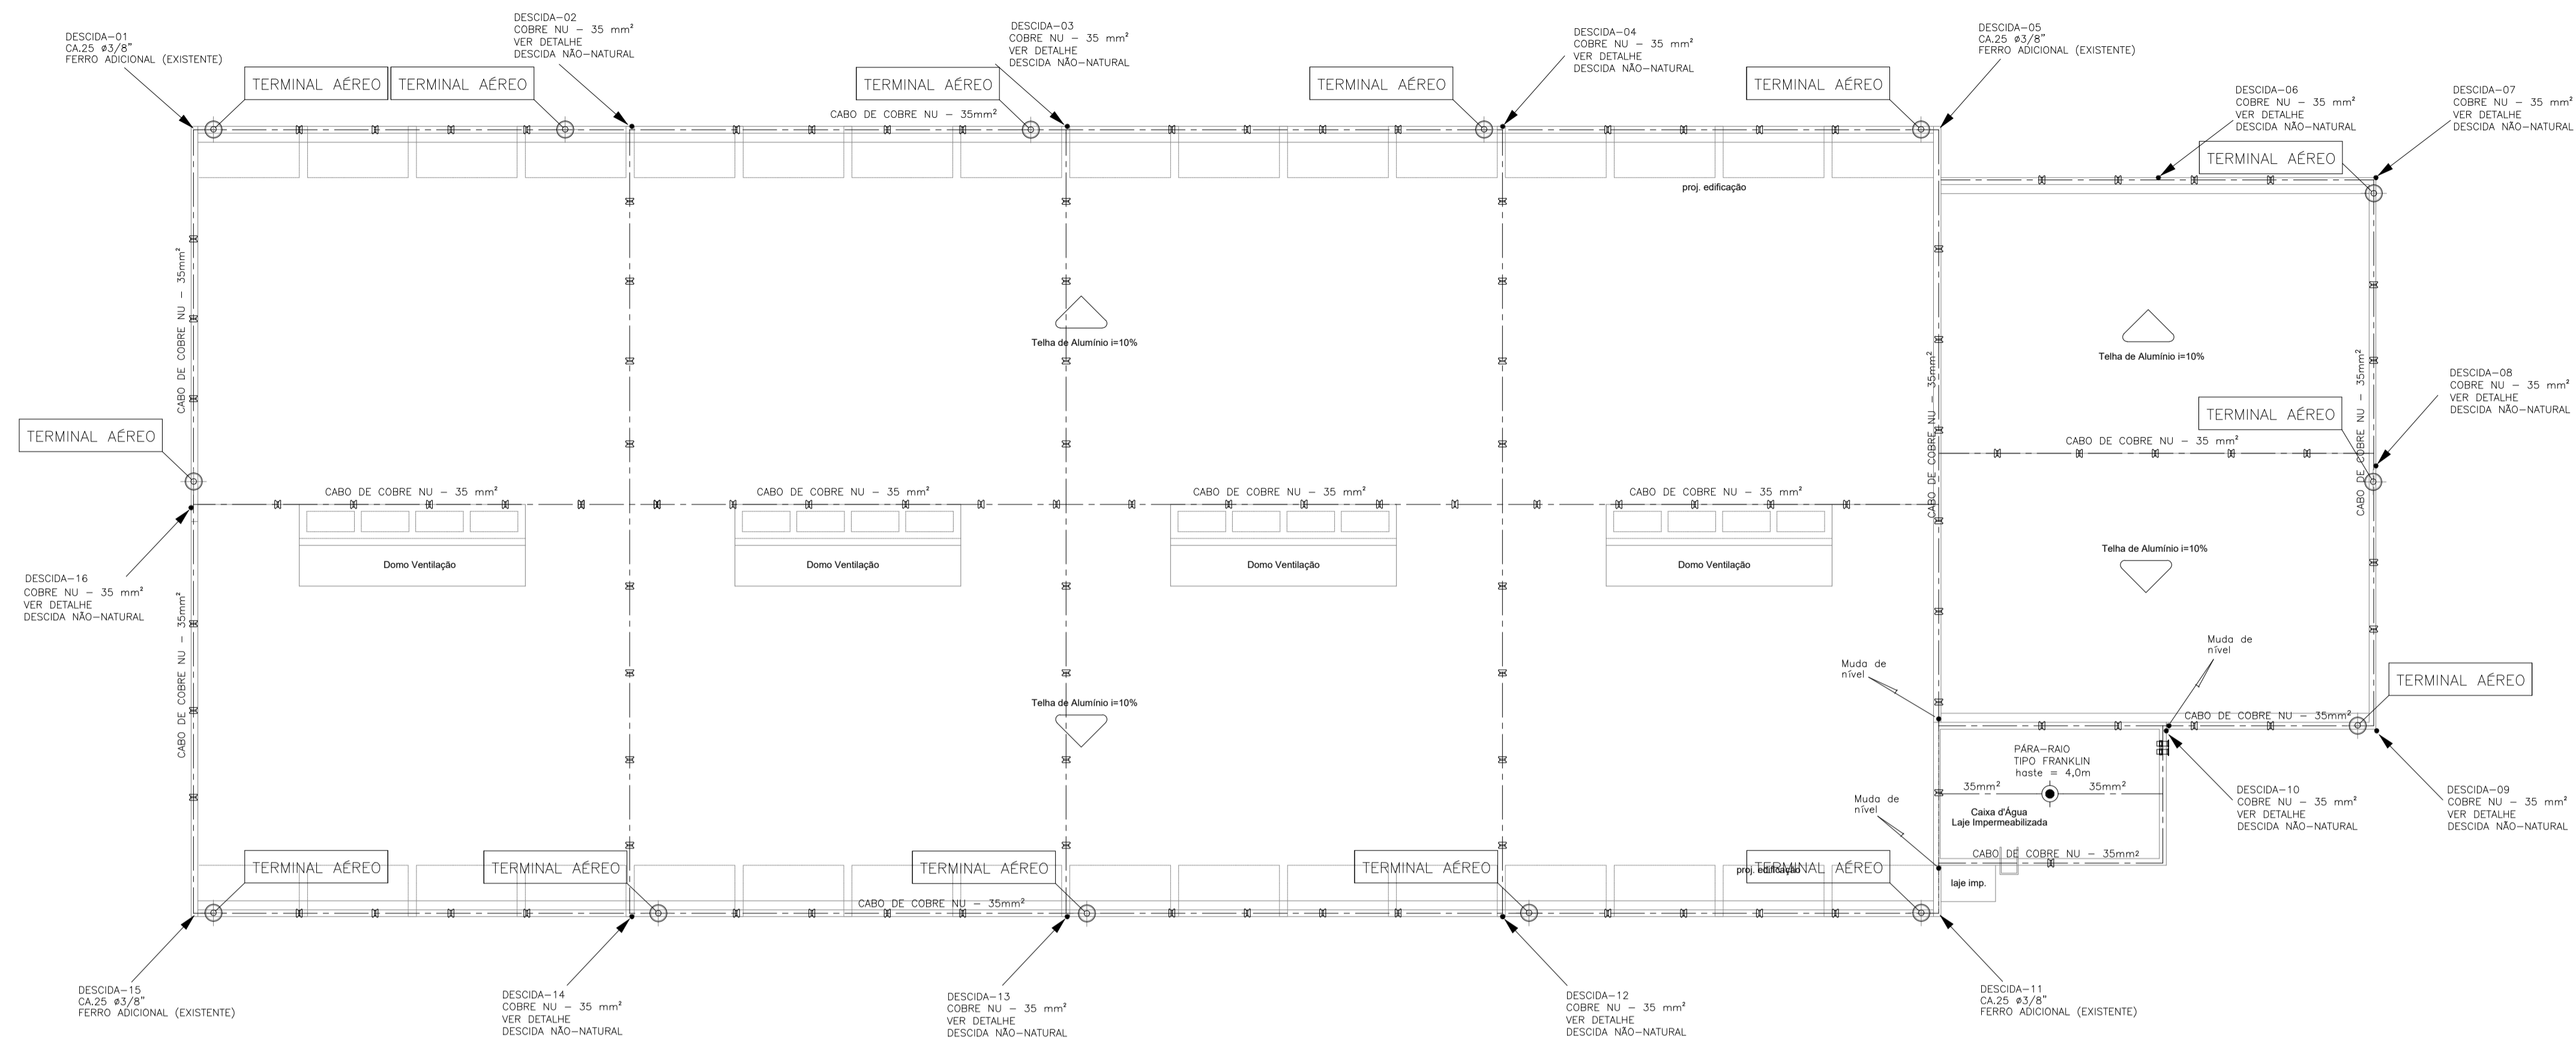 DESCIDA-01
CA.25 ø3/8"
FERRO ADICIONAL (EXISTENTE)
DESCIDA-02
COBRE NU - 35 mm²
VER DETALHE
DESCIDA NÃO-NATURAL
DESCIDA-03
COBRE NU - 35 mm²
VER DETALHE
DESCIDA NÃO-NATURAL
DESCIDA-04
COBRE NU - 35 mm²
VER DETALHE
DESCIDA NÃO-NATURAL
DESCIDA-05
CA.25 ø3/8"
FERRO ADICIONAL (EXISTENTE)
DESCIDA-06
COBRE NU - 35 mm²
VER DETALHE
DESCIDA NÃO-NATURAL
DESCIDA-07
COBRE NU - 35 mm²
VER DETALHE
DESCIDA NÃO-NATURAL
TERMINAL AÉREO
TERMINAL AÉREO
TERMINAL AÉREO
TERMINAL AÉREO
TERMINAL AÉREO
TERMINAL AÉREO
CABO DE COBRE NU - 35mm²
proj. edificação
CABO DE COBRE NU - 35mm²
Telha de Alumínio i=10%
Telha de Alumínio i=10%
CABO DE COBRE NU - 35mm²
CABO DE COBRE NU - 35mm²
DESCIDA-08
COBRE NU - 35 mm²
VER DETALHE
DESCIDA NÃO-NATURAL
TERMINAL AÉREO
TERMINAL AÉREO
CABO DE COBRE NU - 35 mm²
CABO DE COBRE NU - 35 mm²
CABO DE COBRE NU - 35 mm²
CABO DE COBRE NU - 35 mm²
CABO DE COBRE NU - 35 mm²
Domo Ventilação
Domo Ventilação
Domo Ventilação
Domo Ventilação
Telha de Alumínio i=10%
DESCIDA-16
COBRE NU - 35 mm²
VER DETALHE
DESCIDA NÃO-NATURAL
CABO DE COBRE NU - 35mm²
Muda de
nível
Muda de
nível
TERMINAL AÉREO
Telha de Alumínio i=10%
CABO DE COBRE NU - 35mm²
PÁRA-RAIO
TIPO FRANKLIN
haste = 4,0m
35mm²
35mm²
Muda de
nível
Caixa d'Água
Laje Impermeabilizada
DESCIDA-10
COBRE NU - 35 mm²
VER DETALHE
DESCIDA NÃO-NATURAL
DESCIDA-09
COBRE NU - 35 mm²
VER DETALHE
DESCIDA NÃO-NATURAL
CABO DE COBRE NU - 35mm²
TERMINAL AÉREO
TERMINAL AÉREO
TERMINAL AÉREO
TERMINAL AÉREO
proj. edificação
TERMINAL AÉREO
laje imp.
CABO DE COBRE NU - 35mm²
DESCIDA-15
CA.25 ø3/8"
FERRO ADICIONAL (EXISTENTE)
DESCIDA-14
COBRE NU - 35 mm²
VER DETALHE
DESCIDA NÃO-NATURAL
DESCIDA-13
COBRE NU - 35 mm²
VER DETALHE
DESCIDA NÃO-NATURAL
DESCIDA-12
COBRE NU - 35 mm²
VER DETALHE
DESCIDA NÃO-NATURAL
DESCIDA-11
CA.25 ø3/8"
FERRO ADICIONAL (EXISTENTE)